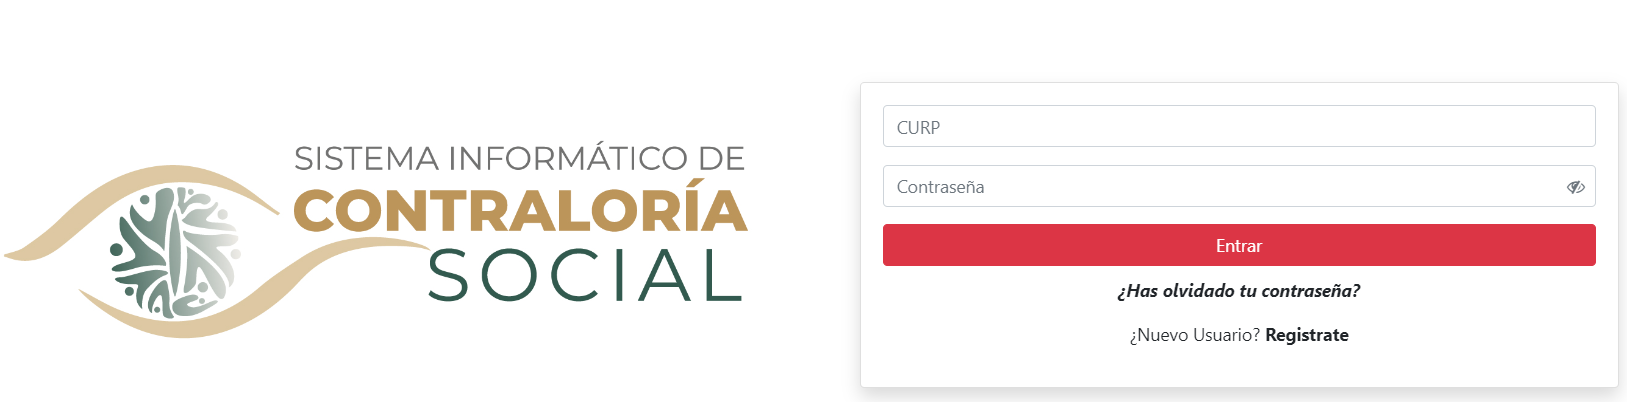 SISTEMA INFORMÁTICO DE
CONTRALORÍA
SOCIAL
CURP
Contraseña
Entrar
¿Has olvidado tu contraseña?
¿Nuevo Usuario? Registrate